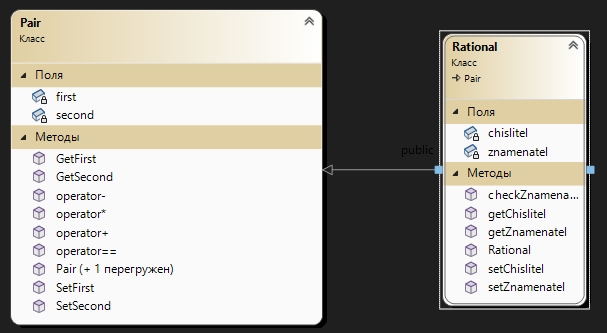 Pair
Класс
Поля
first
second
Методы
GetFirst
GetSecond
operator-
operator*
operator+
operator==
Pair (+ 1 перегружен)
SetFirst
SetSecond
public
Rational
Класс
Pair
Поля
chislitel
znamenatel
Методы
checkZnamena...
getChislitel
getZnamenatel
Rational
setChislitel
setZnamenatel